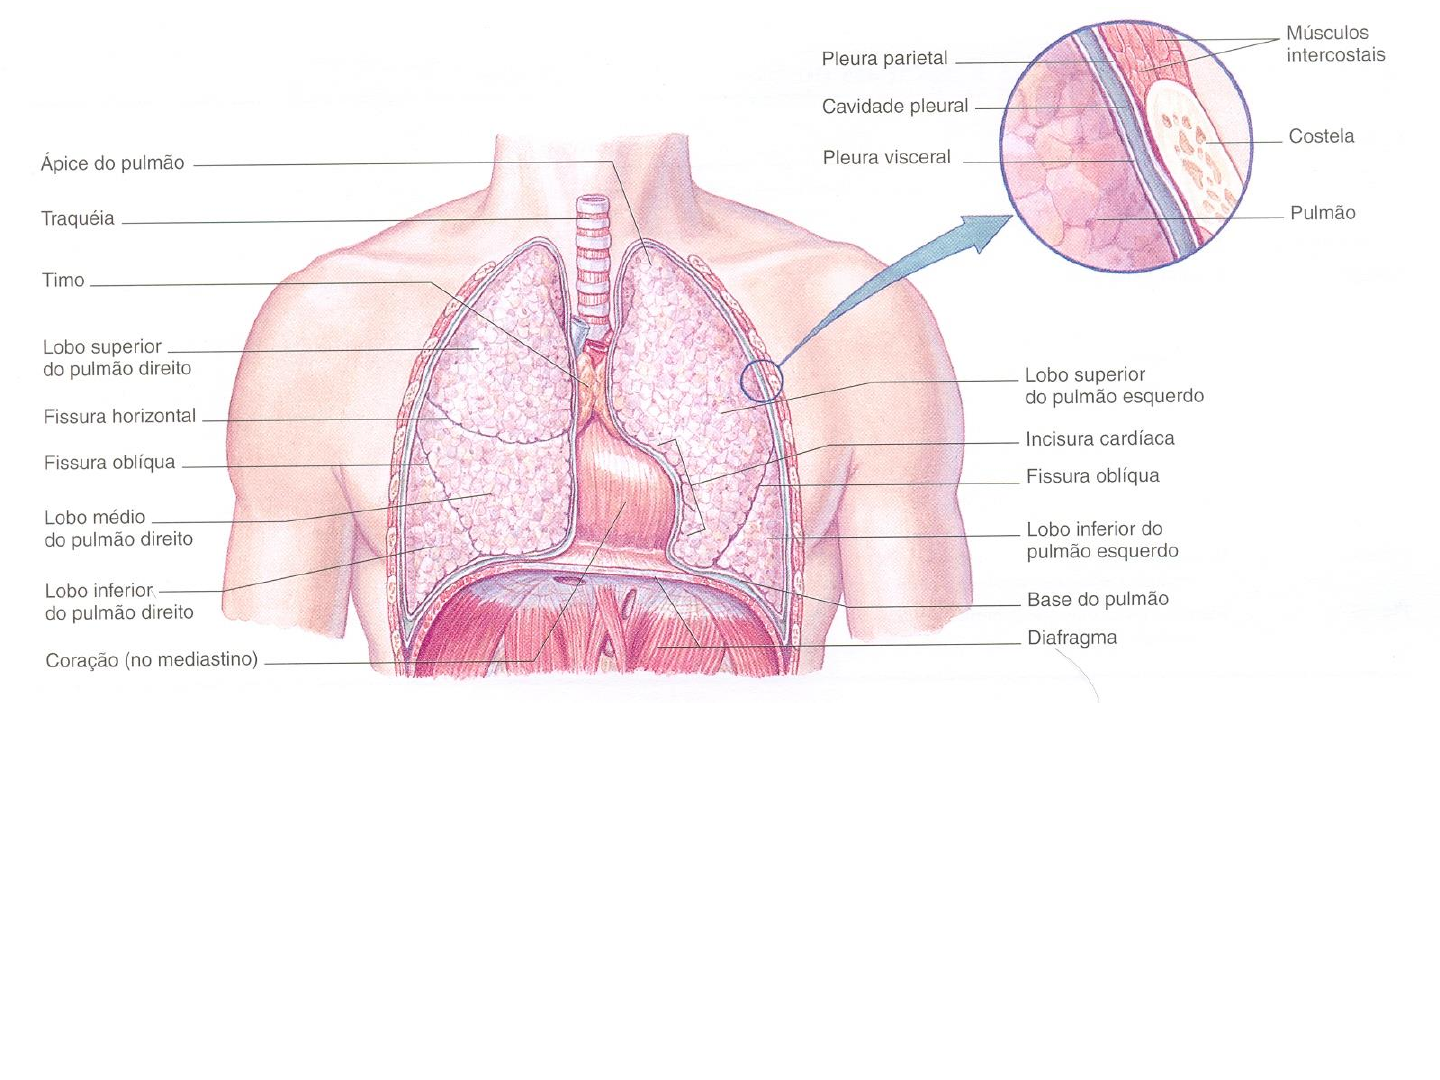 Músculos
intercostais
Pleura parietal
Cavidade pleural
Costela
Pleura visceral
Pulmão
Ápice do pulmão
Traquéia
Timo
Lobo superior
do pulmão direito
Fissura horizontal
Fissura oblíqua
Lobo médio
do pulmão direito
Lobo inferior
do pulmão direito
Coração (no mediastino)
Lobo superior
do pulmão esquerdo
Incisura cardíaca
Fissura oblíqua
Lobo inferior do
pulmão esquerdo
Base do pulmão
Diafragma